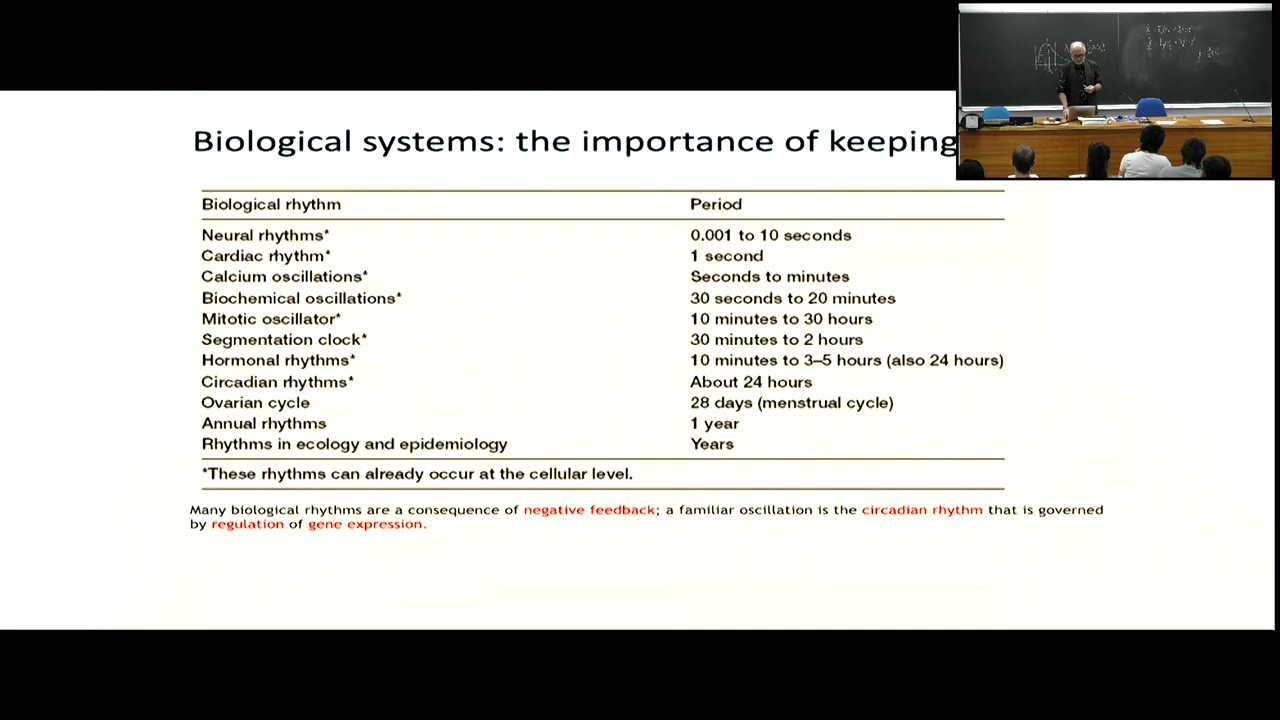 Biological systems: the importance of keeping
Biological rhythm Period
Neural rhythms* 0.001 to 10 seconds
Cardiac rhythm* 1 second
Calcium oscillations* Seconds to minutes
Biochemical oscillations* 30 seconds to 20 minutes
Mitotic oscillator* 10 minutes to 30 hours
Segmentation clock* 30 minutes to 2 hours
Hormonal rhythms* 10 minutes to 3–5 hours (also 24 hours)
Circadian rhythms* About 24 hours
Ovarian cycle 28 days (menstrual cycle)
Annual rhythms 1 year
Rhythms in ecology and epidemiology Years
*These rhythms can already occur at the cellular level.
Many biological rhythms are a consequence of negative feedback; a familiar oscillation is the circadian rhythm that is governed
by regulation of gene expression.